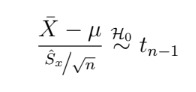 $\frac{\bar{X} - \mu}{\hat{S}_x / \sqrt{n}} \overset{\mathcal{H}_0}{\sim} t_{n-1}$